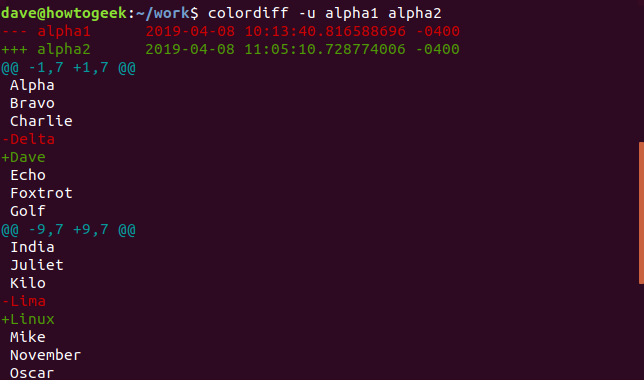 dave@howtogeek:~/work$ colordiff -u alpha1 alpha2
--- alpha1      2019-04-08 10:13:40.816588696 -0400
+++ alpha2      2019-04-08 11:05:10.728774006 -0400
@@ -1,7 +1,7 @@
 Alpha
 Bravo
 Charlie
-Delta
+Dave
 Echo
 Foxtrot
 Golf
@@ -9,7 +9,7 @@
 India
 Juliet
 Kilo
-Lima
+Linux
 Mike
 November
 Oscar